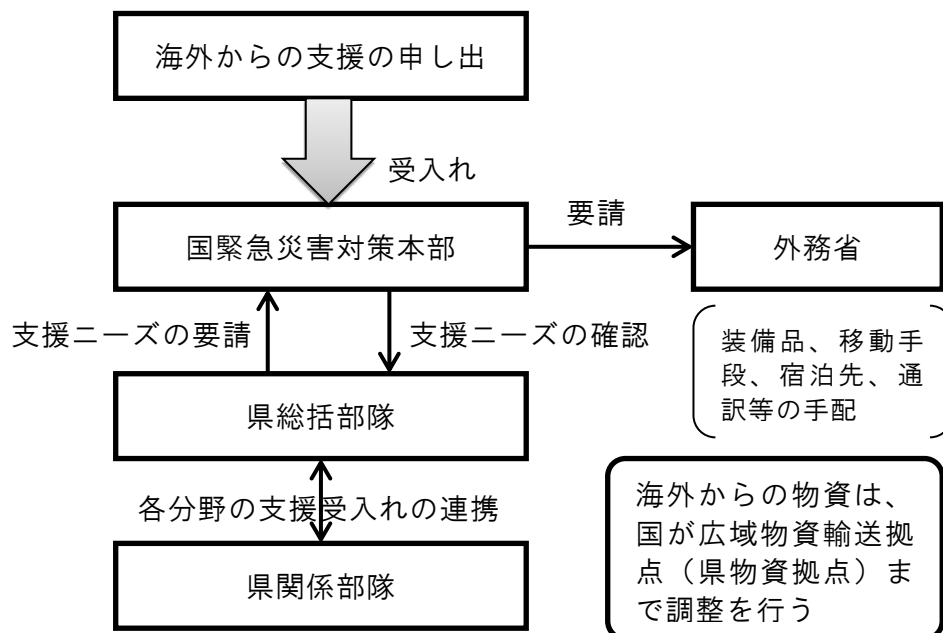 海外からの支援の申し出
受入れ
国緊急災害対策本部
要請
外務省
支援ニーズの要請
支援ニーズの確認
装備品、移動手
段、宿泊先、通
訳等の手配
県総括部隊
各分野の支援受入れの連携
県関係部隊
海外からの物資は、
国が広域物資輸送拠
点（県物資拠点）ま
で調整を行う